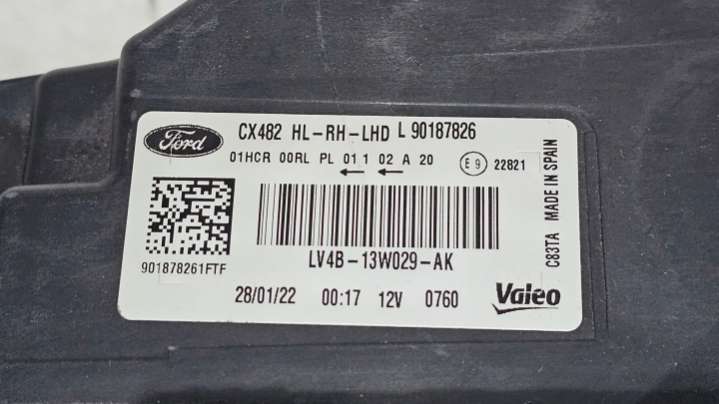 Ford CX482 HL-RH-LHD L 90187826
01HCR 00RL PL 01 1 02 A 20 E 9 22821
901878261FTF
LV4B-13W029-AK
28/01/22 00:17 12V 0760 Valeo
C83TA MADE IN SPAIN